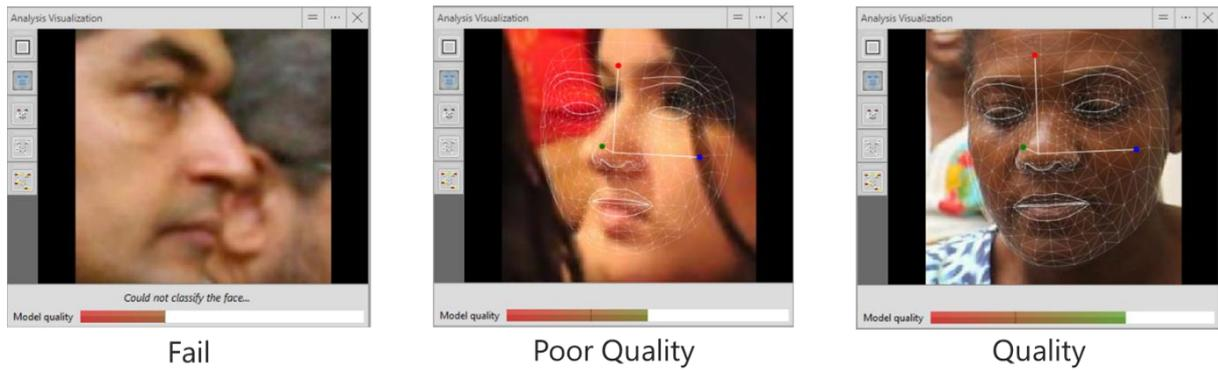 Analysis Visualization
Analysis Visualization
Analysis Visualization
Could not classify the face...
Model quality
Model quality
Model quality
Fail
Poor Quality
Quality